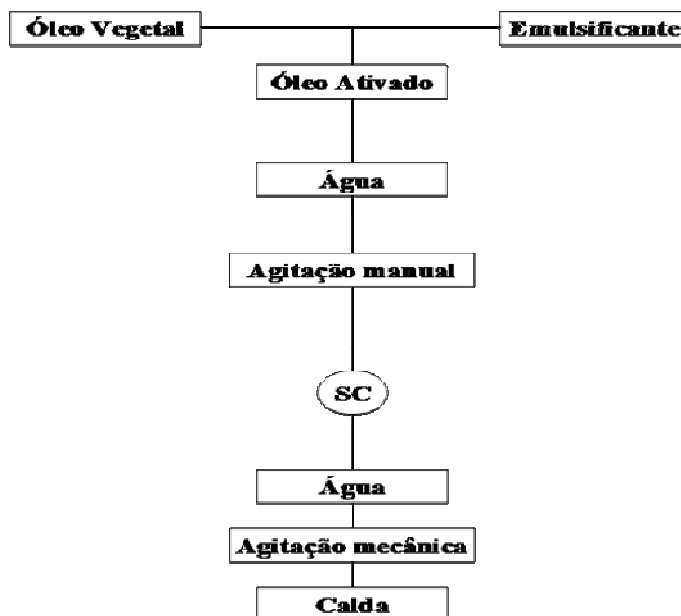 Óleo Vegetal
Emulsificante
Óleo Ativado
Água
Agitação manual
SC
Água
Agitação mecânica
Calda